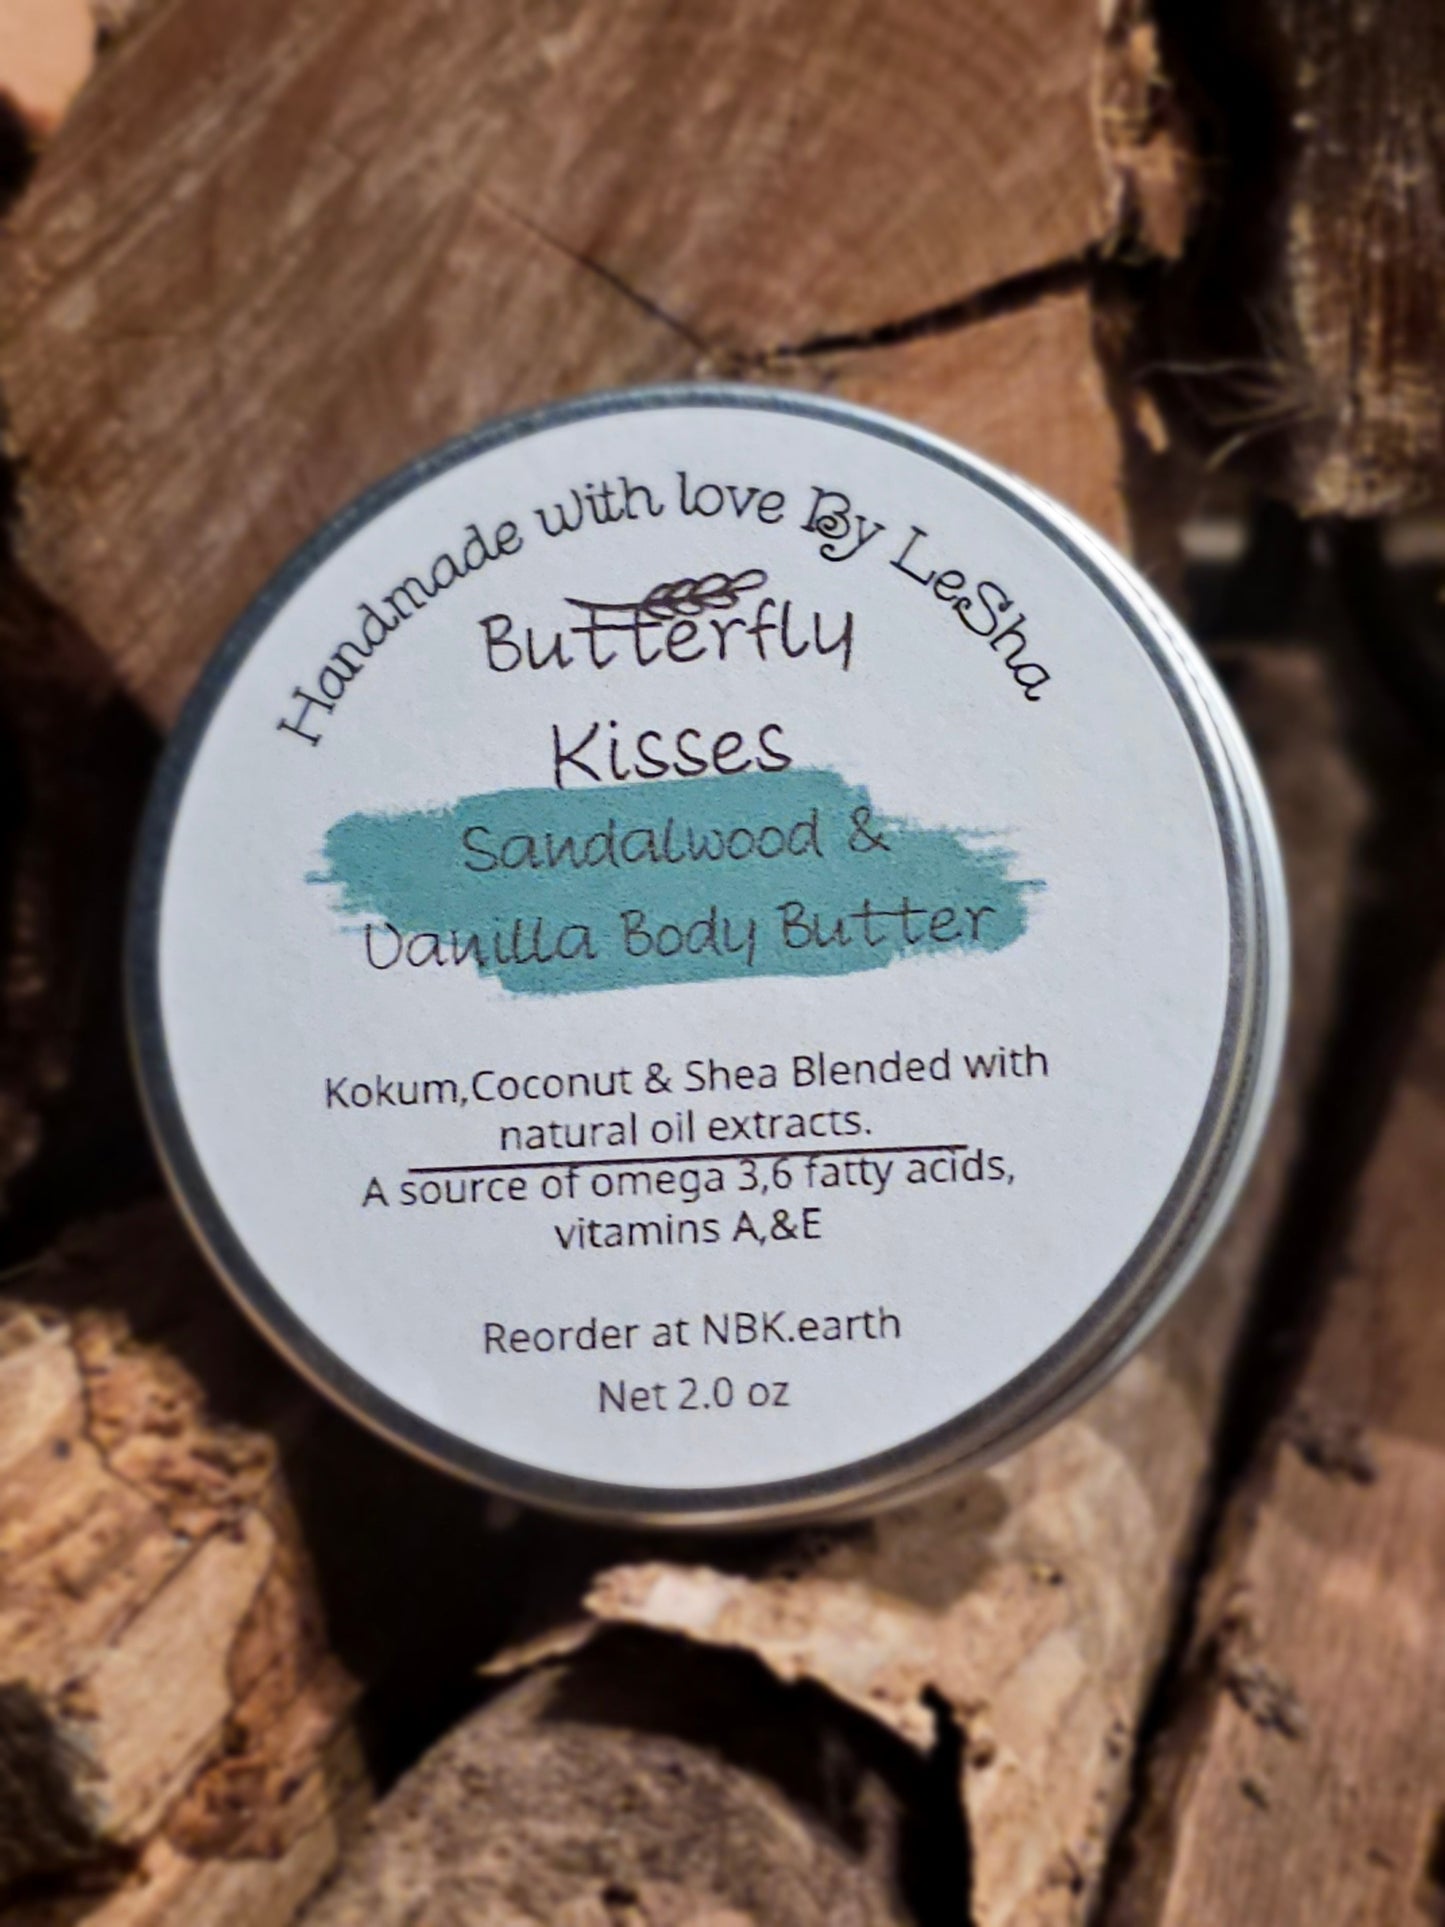 Handmade with love By LeSha
Butterfly
Kisses
Sandalwood &
Vanilla Body Butter
Kokum,Coconut & Shea Blended with
natural oil extracts.
A source of omega 3,6 fatty acids,
vitamins A,&E
Reorder at NBK.earth
Net 2.0 oz